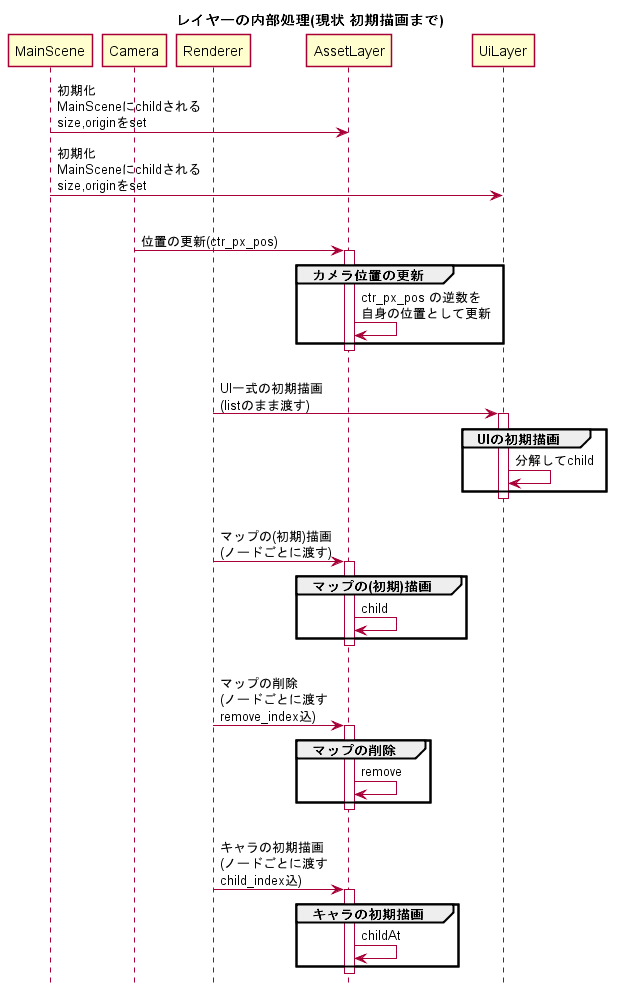 レイヤーの内部処理(現状 初期描画まで)
MainScene
Camera
Renderer
AssetLayer
UiLayer
初期化
MainSceneにchildされる
size,originをset
初期化
MainSceneにchildされる
size,originをset
位置の更新(ctr_px_pos)
カメラ位置の更新
ctr_px_pos の逆数を
自身の位置として更新
UI一式の初期描画
(listのまま渡す)
UIの初期描画
分解してchild
マップの(初期)描画
(ノードごとに渡す)
マップの(初期)描画
child
マップの削除
(ノードごとに渡す
remove_index込)
マップの削除
remove
キャラの初期描画
(ノードごとに渡す
child_index込)
キャラの初期描画
childAt